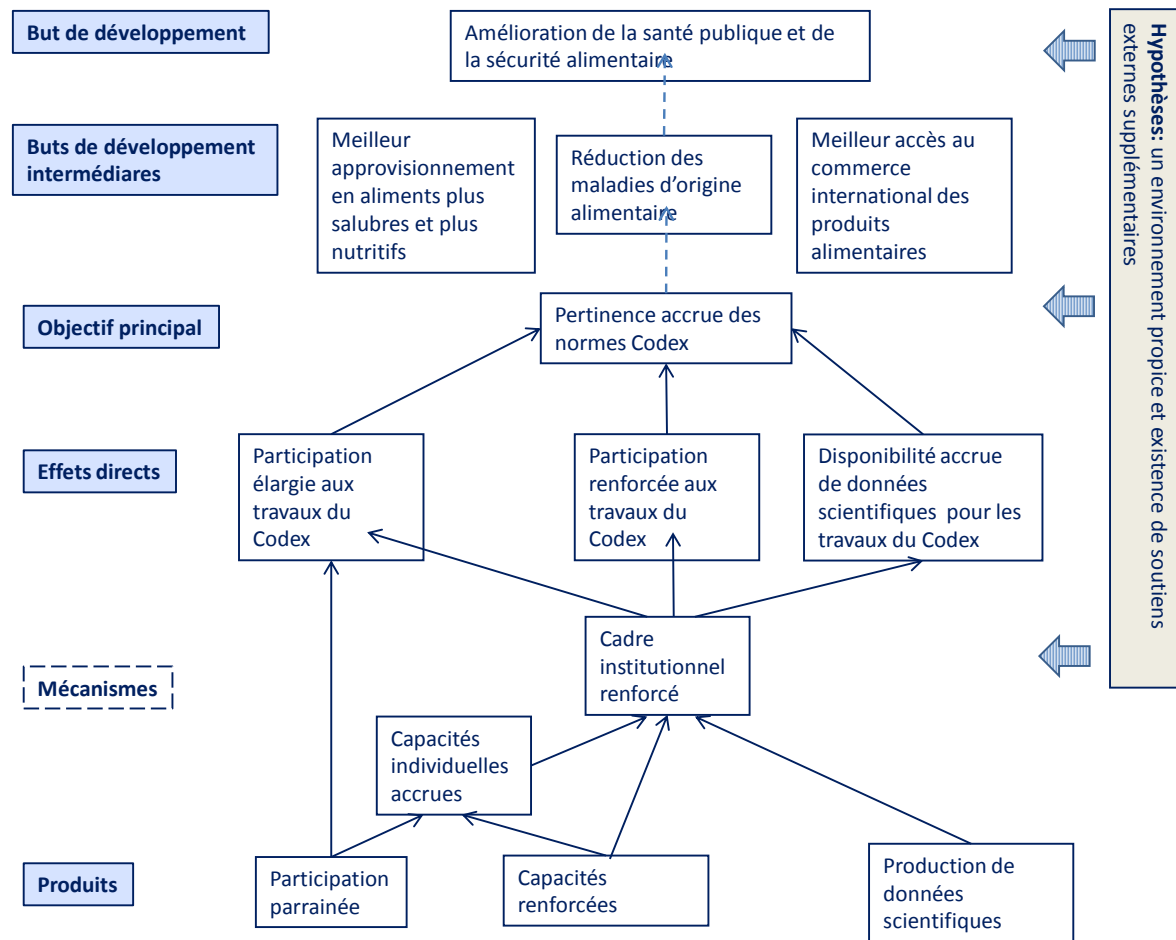 But de développement
Amélioration de la santé publique et de
la sécurité alimentaire
Hypothèses: un environnement propice et existence de soutiens
externes supplémentaires
Buts de développement
intermédiares
Meilleur
approvisionnement
en aliments plus
salubres et plus
nutritifs
Réduction des
maladies d'origine
alimentaire
Meilleur accès au
commerce
international des
produits
alimentaires
Objectif principal
Pertinence accrue des
normes Codex
Effets directs
Participation
élargie aux
travaux du
Codex
Participation
renforcée aux
travaux du
Codex
Disponibilité accrue
de données
scientifiques pour les
travaux du Codex
Mécanismes
Cadre
institutionnel
renforcé
Capacités
individuelles
accrues
Produits
Participation
parrainée
Capacités
renforcées
Production de
données
scientifiques